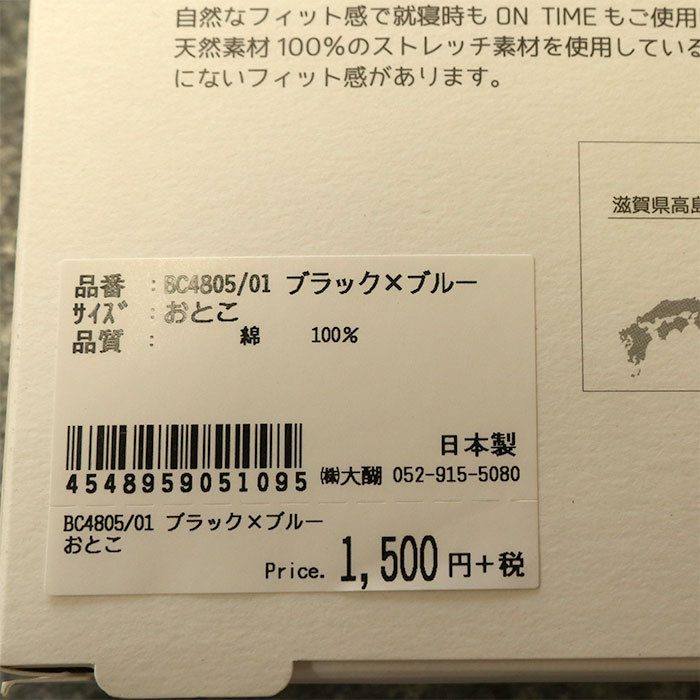 自然なフィット感で就寝時も ON TIME もご使用
天然素材 100%のストレッチ素材を使用している
にないフィット感があります。
滋賀県高島
品番 : BC4805/01 ブラック×ブルー
サイズ : おとこ
品質 : 綿 100%
日本製
4548959051095 ㈱大醐 052-915-5080
BC4805/01 ブラック×ブルー
おとこ
Price. 1,500 円+税